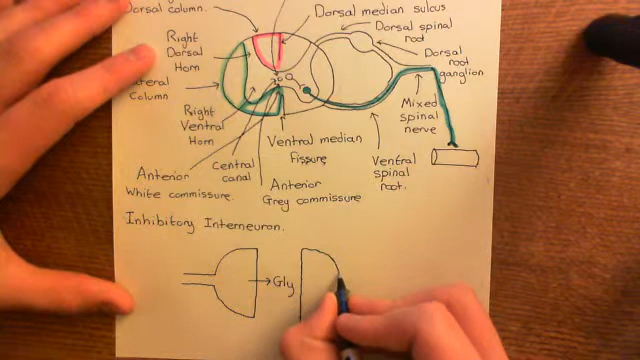 Dorsal column.
Dorsal median sulcus
Dorsal spinal
root
Right
Dorsal
Horn
Dorsal
root
ganglion
Column
Mixed
spinal
nerve
Right
Ventral
Horn
Ventral median
fissure
Ventral
spinal
root.
Central
canal
Anterior
White commissure.
Anterior
Grey commissure
Inhibitory Interneuron.
Gly